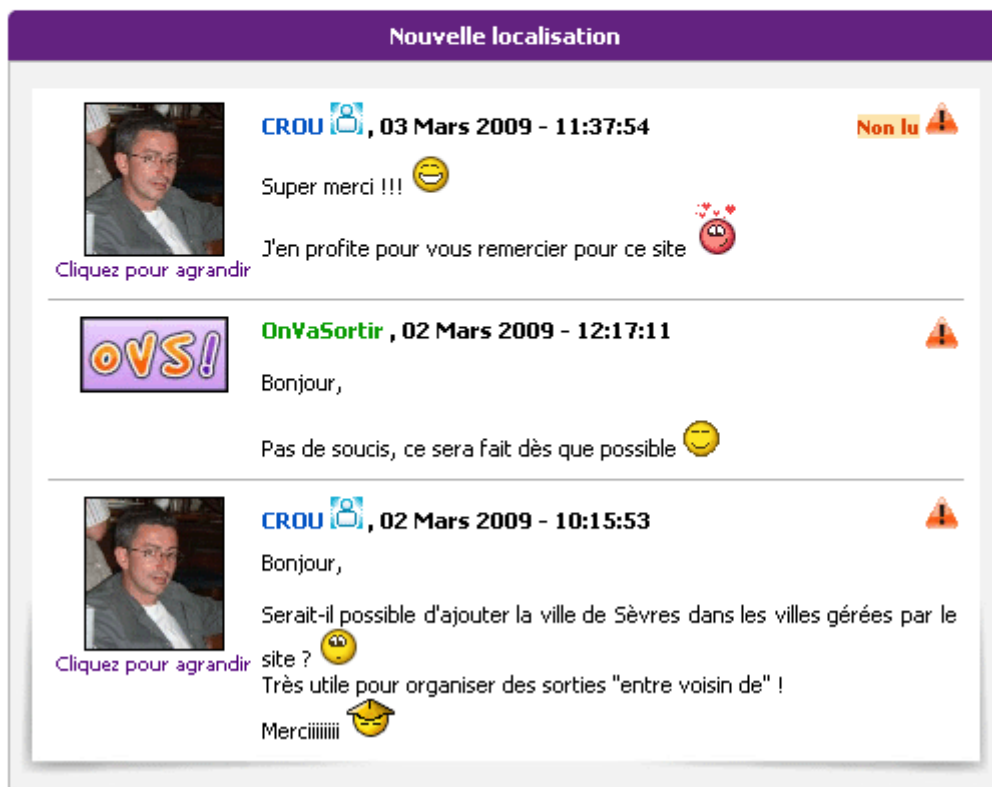 Nouvelle localisation
CROU , 03 Mars 2009 - 11:37:54
Non lu
Super merci !!!
J'en profite pour vous remercier pour ce site
Cliquez pour agrandir
OVS!
OnVaSortir , 02 Mars 2009 - 12:17:11
Bonjour,
Pas de soucis, ce sera fait dès que possible
CROU , 02 Mars 2009 - 10:15:53
Bonjour,
Serait-il possible d'ajouter la ville de Sèvres dans les villes gérées par le
site ?
Cliquez pour agrandir
Très utile pour organiser des sorties "entre voisin de" !
Merciiiiiiii